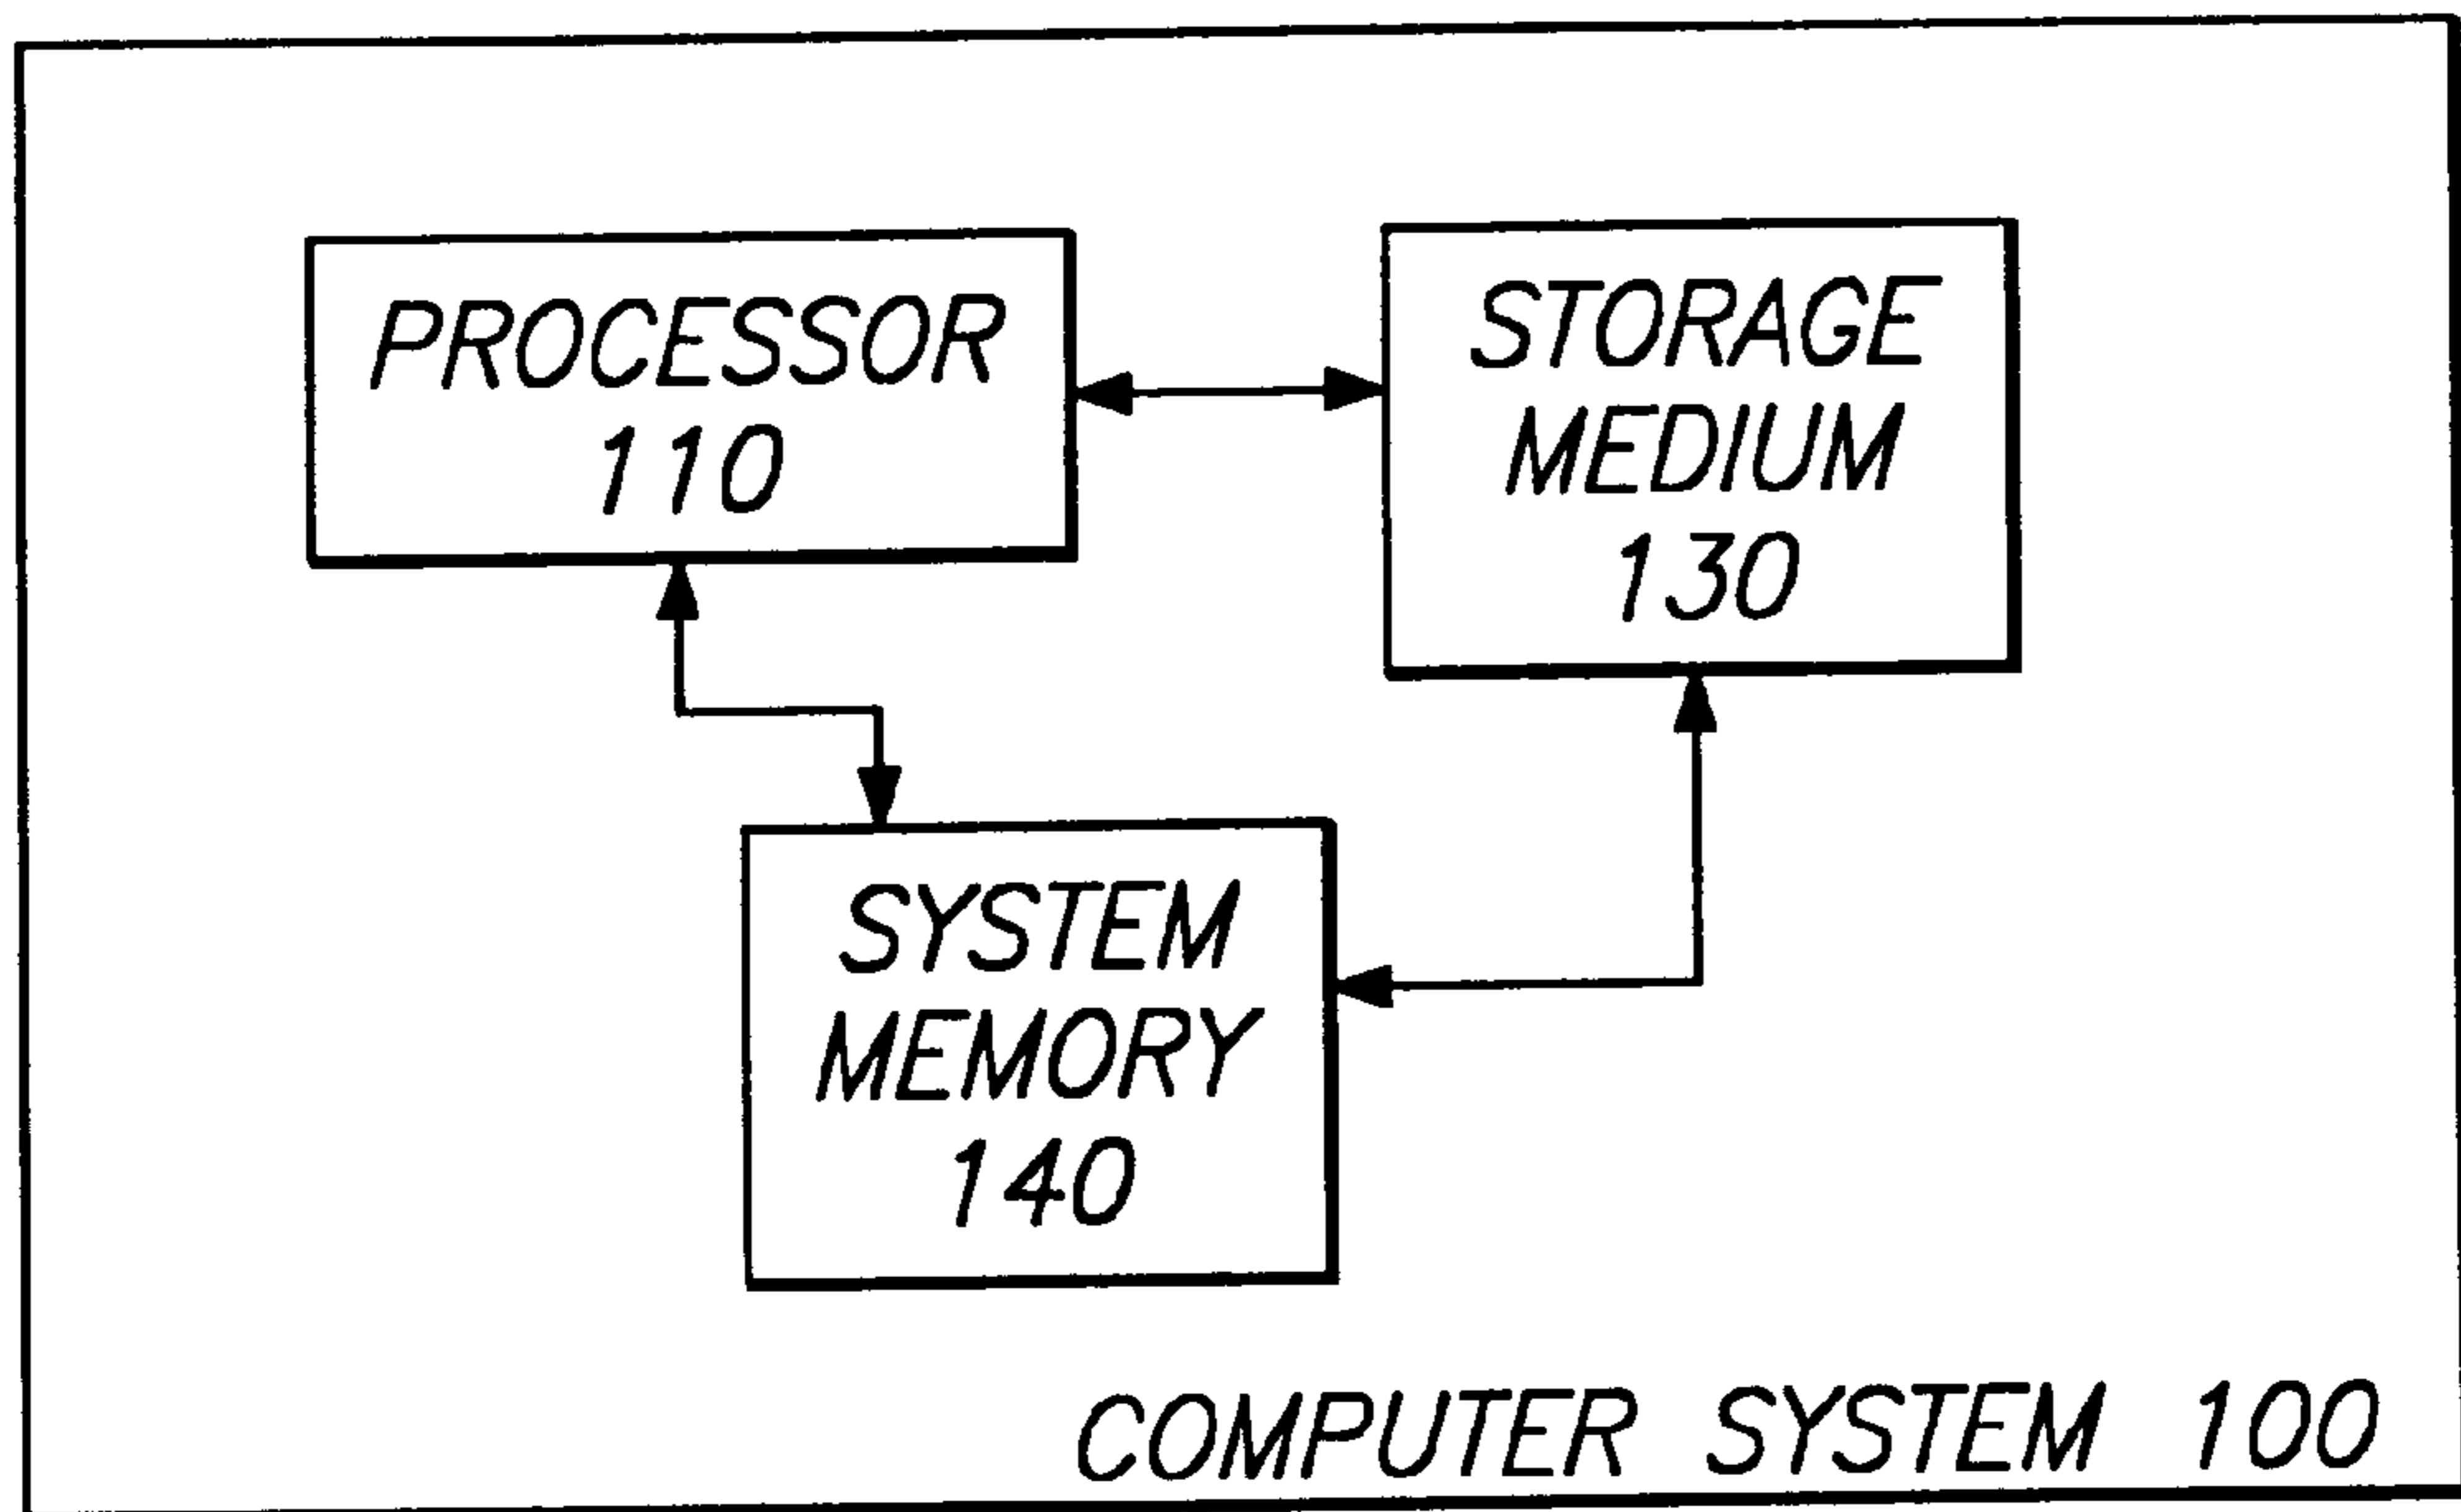 PROCESSOR
110
STORAGE
MEDIUM
130
SYSTEM
MEMORY
140
COMPUTER SYSTEM 100